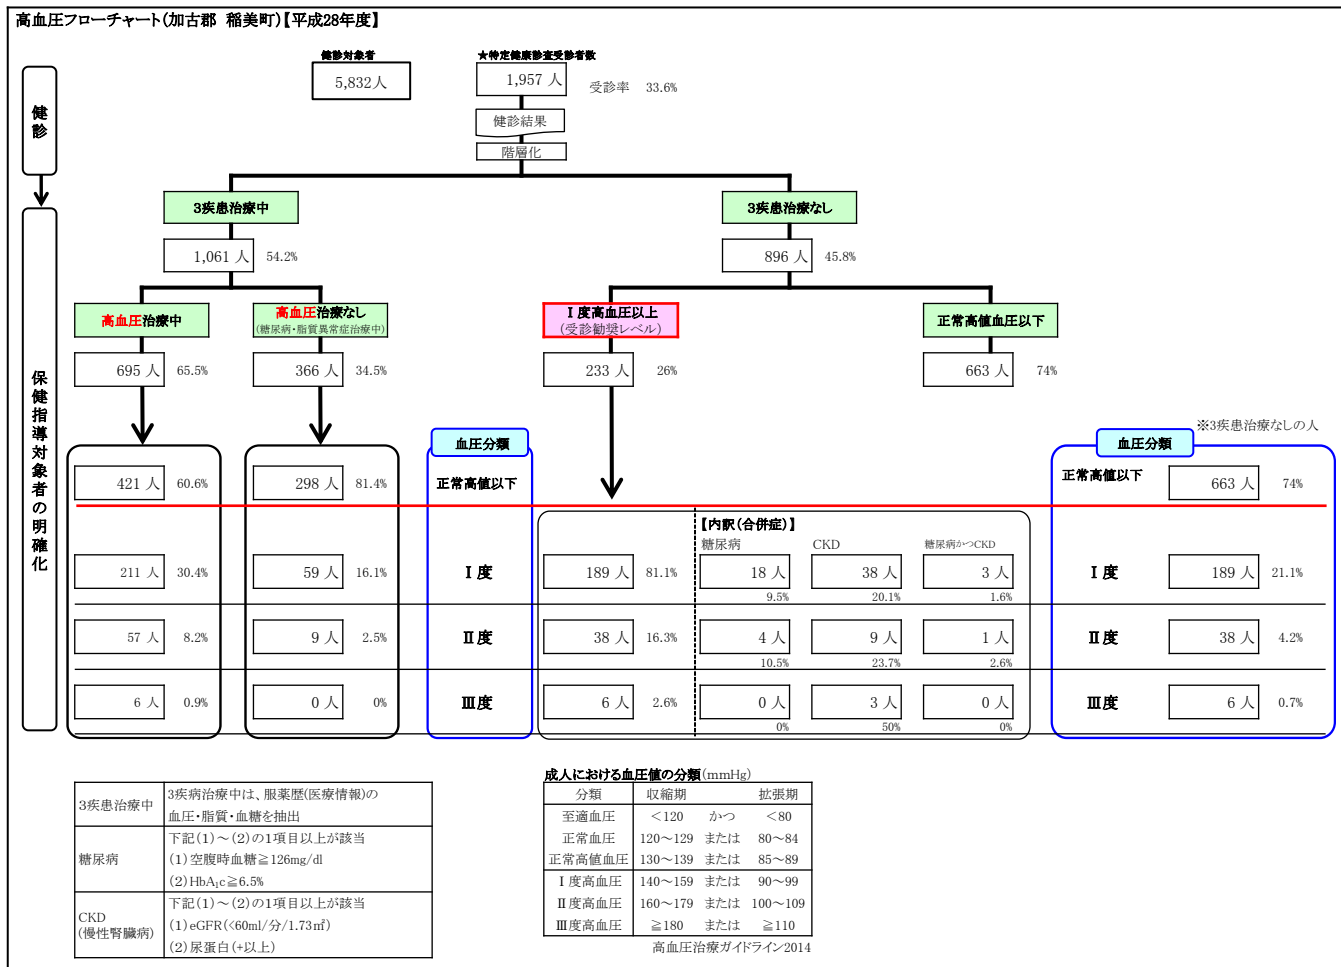 高血圧フローチャート(加古郡 稲美町)【平成28年度】
健診対象者
★特定健康診査受診者数
5,832人
1,957 人
受診率 33.6%
健診
健診結果
階層化
3疾患治療中
3疾患治療なし
1,061 人 54.2%
896 人 45.8%
高血圧治療中
高血圧治療なし
(糖尿病・脂質異常症治療中)
Ⅰ度高血圧以上
(受診勧奨レベル)
正常高値血圧以下
695 人 65.5%
366 人 34.5%
233 人 26%
663 人 74%
保健指導対象者の明確化
※3疾患治療なしの人
血圧分類
血圧分類
421 人 60.6%
298 人 81.4%
正常高値以下
正常高値以下
663 人 74%
【内訳(合併症)】
糖尿病 CKD 糖尿病かつCKD
211 人 30.4%
59 人 16.1%
Ⅰ度
189 人 81.1%
18 人 38 人 3 人
9.5% 20.1% 1.6%
Ⅰ度
189 人 21.1%
57 人 8.2%
9 人 2.5%
Ⅱ度
38 人 16.3%
4 人 9 人 1 人
10.5% 23.7% 2.6%
Ⅱ度
38 人 4.2%
6 人 0.9%
0 人 0%
Ⅲ度
6 人 2.6%
0 人 3 人 0 人
0% 50% 0%
Ⅲ度
6 人 0.7%
3疾患治療中
3疾病治療中は、服薬歴(医療情報)の
血圧・脂質・血糖を抽出
糖尿病
下記(1)～(2)の1項目以上が該当
(1)空腹時血糖≧126mg/dl
(2)HbA₁c≧6.5%
CKD
(慢性腎臓病)
下記(1)～(2)の1項目以上が該当
(1)eGFR(<60ml/分/1.73㎡)
(2)尿蛋白(+以上)
成人における血圧値の分類(mmHg)
分類 収縮期 拡張期
至適血圧 <120 かつ <80
正常血圧 120～129 または 80～84
正常高値血圧 130～139 または 85～89
Ⅰ度高血圧 140～159 または 90～99
Ⅱ度高血圧 160～179 または 100～109
Ⅲ度高血圧 ≧180 または ≧110
高血圧治療ガイドライン2014